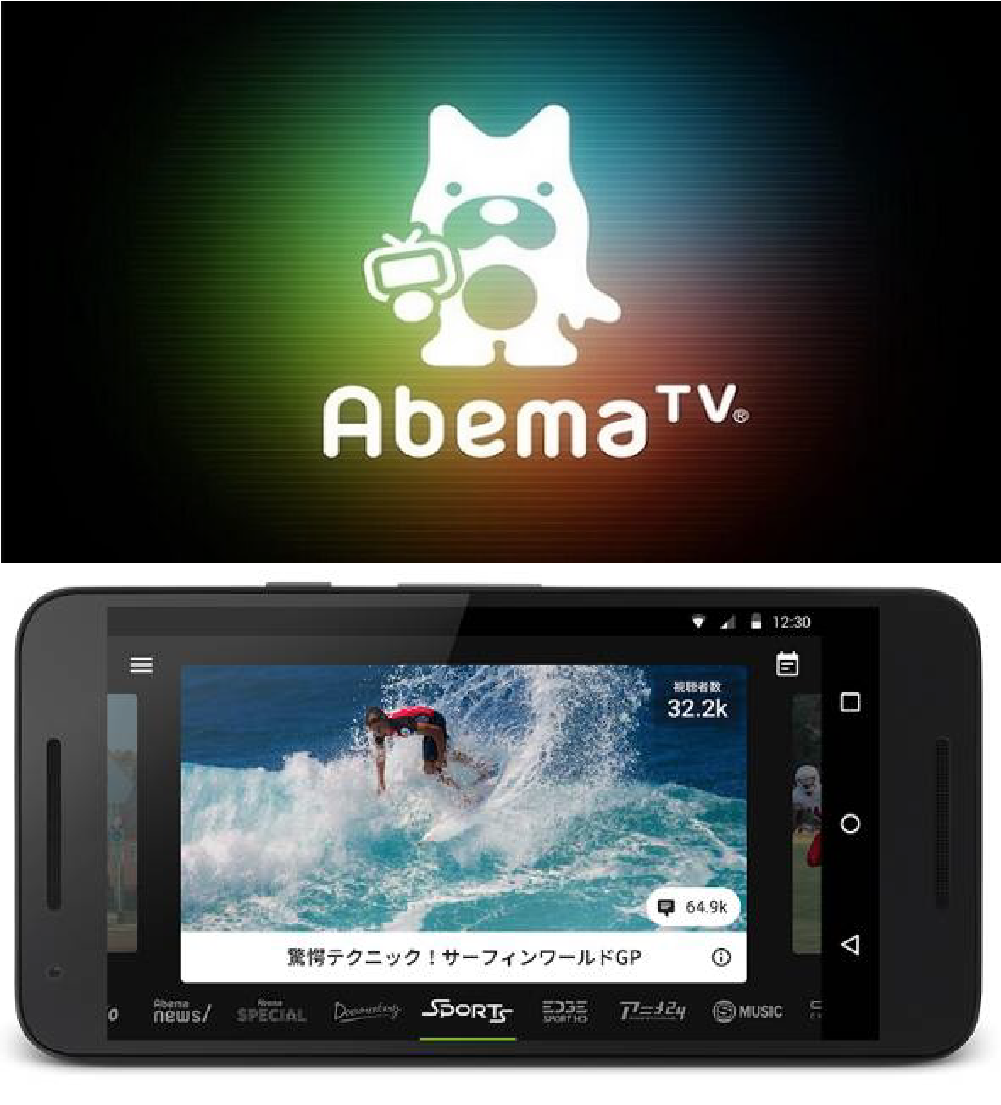 Abema TV®
12:30
視聴者数
32.2k
64.9k
驚愕テクニック！サーフィンワールドGP
Abema news/
Abema SPECIAL
Documentary
SPORTS
EDGE SPORT HD
アニメ24
MUSIC